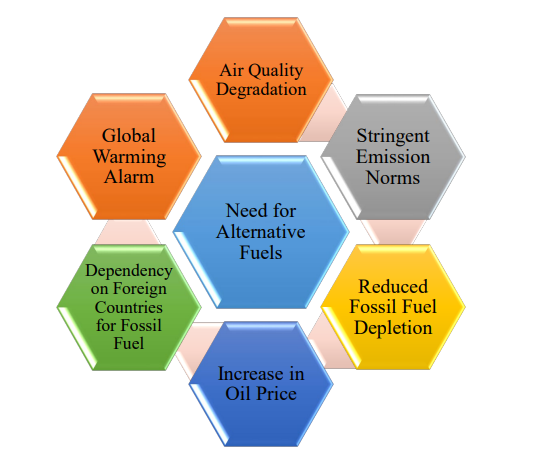 Air Quality
Degradation
Global
Warming
Alarm
Stringent
Emission
Norms
Need for
Alternative
Fuels
Dependency
on Foreign
Countries
for Fossil
Fuel
Reduced
Fossil Fuel
Depletion
Increase in
Oil Price